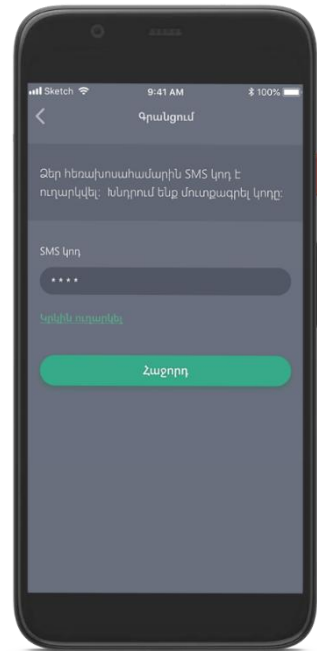 Sketch 9:41 AM 100%
Գրանցում
Ձեր հեռախոսահամարին SMS կոդ է
ուղարկվել: Խնդրում ենք մուտքագրել կոդը:
SMS կոդ
****
Կրկին ուղարկել
Հաջորդ